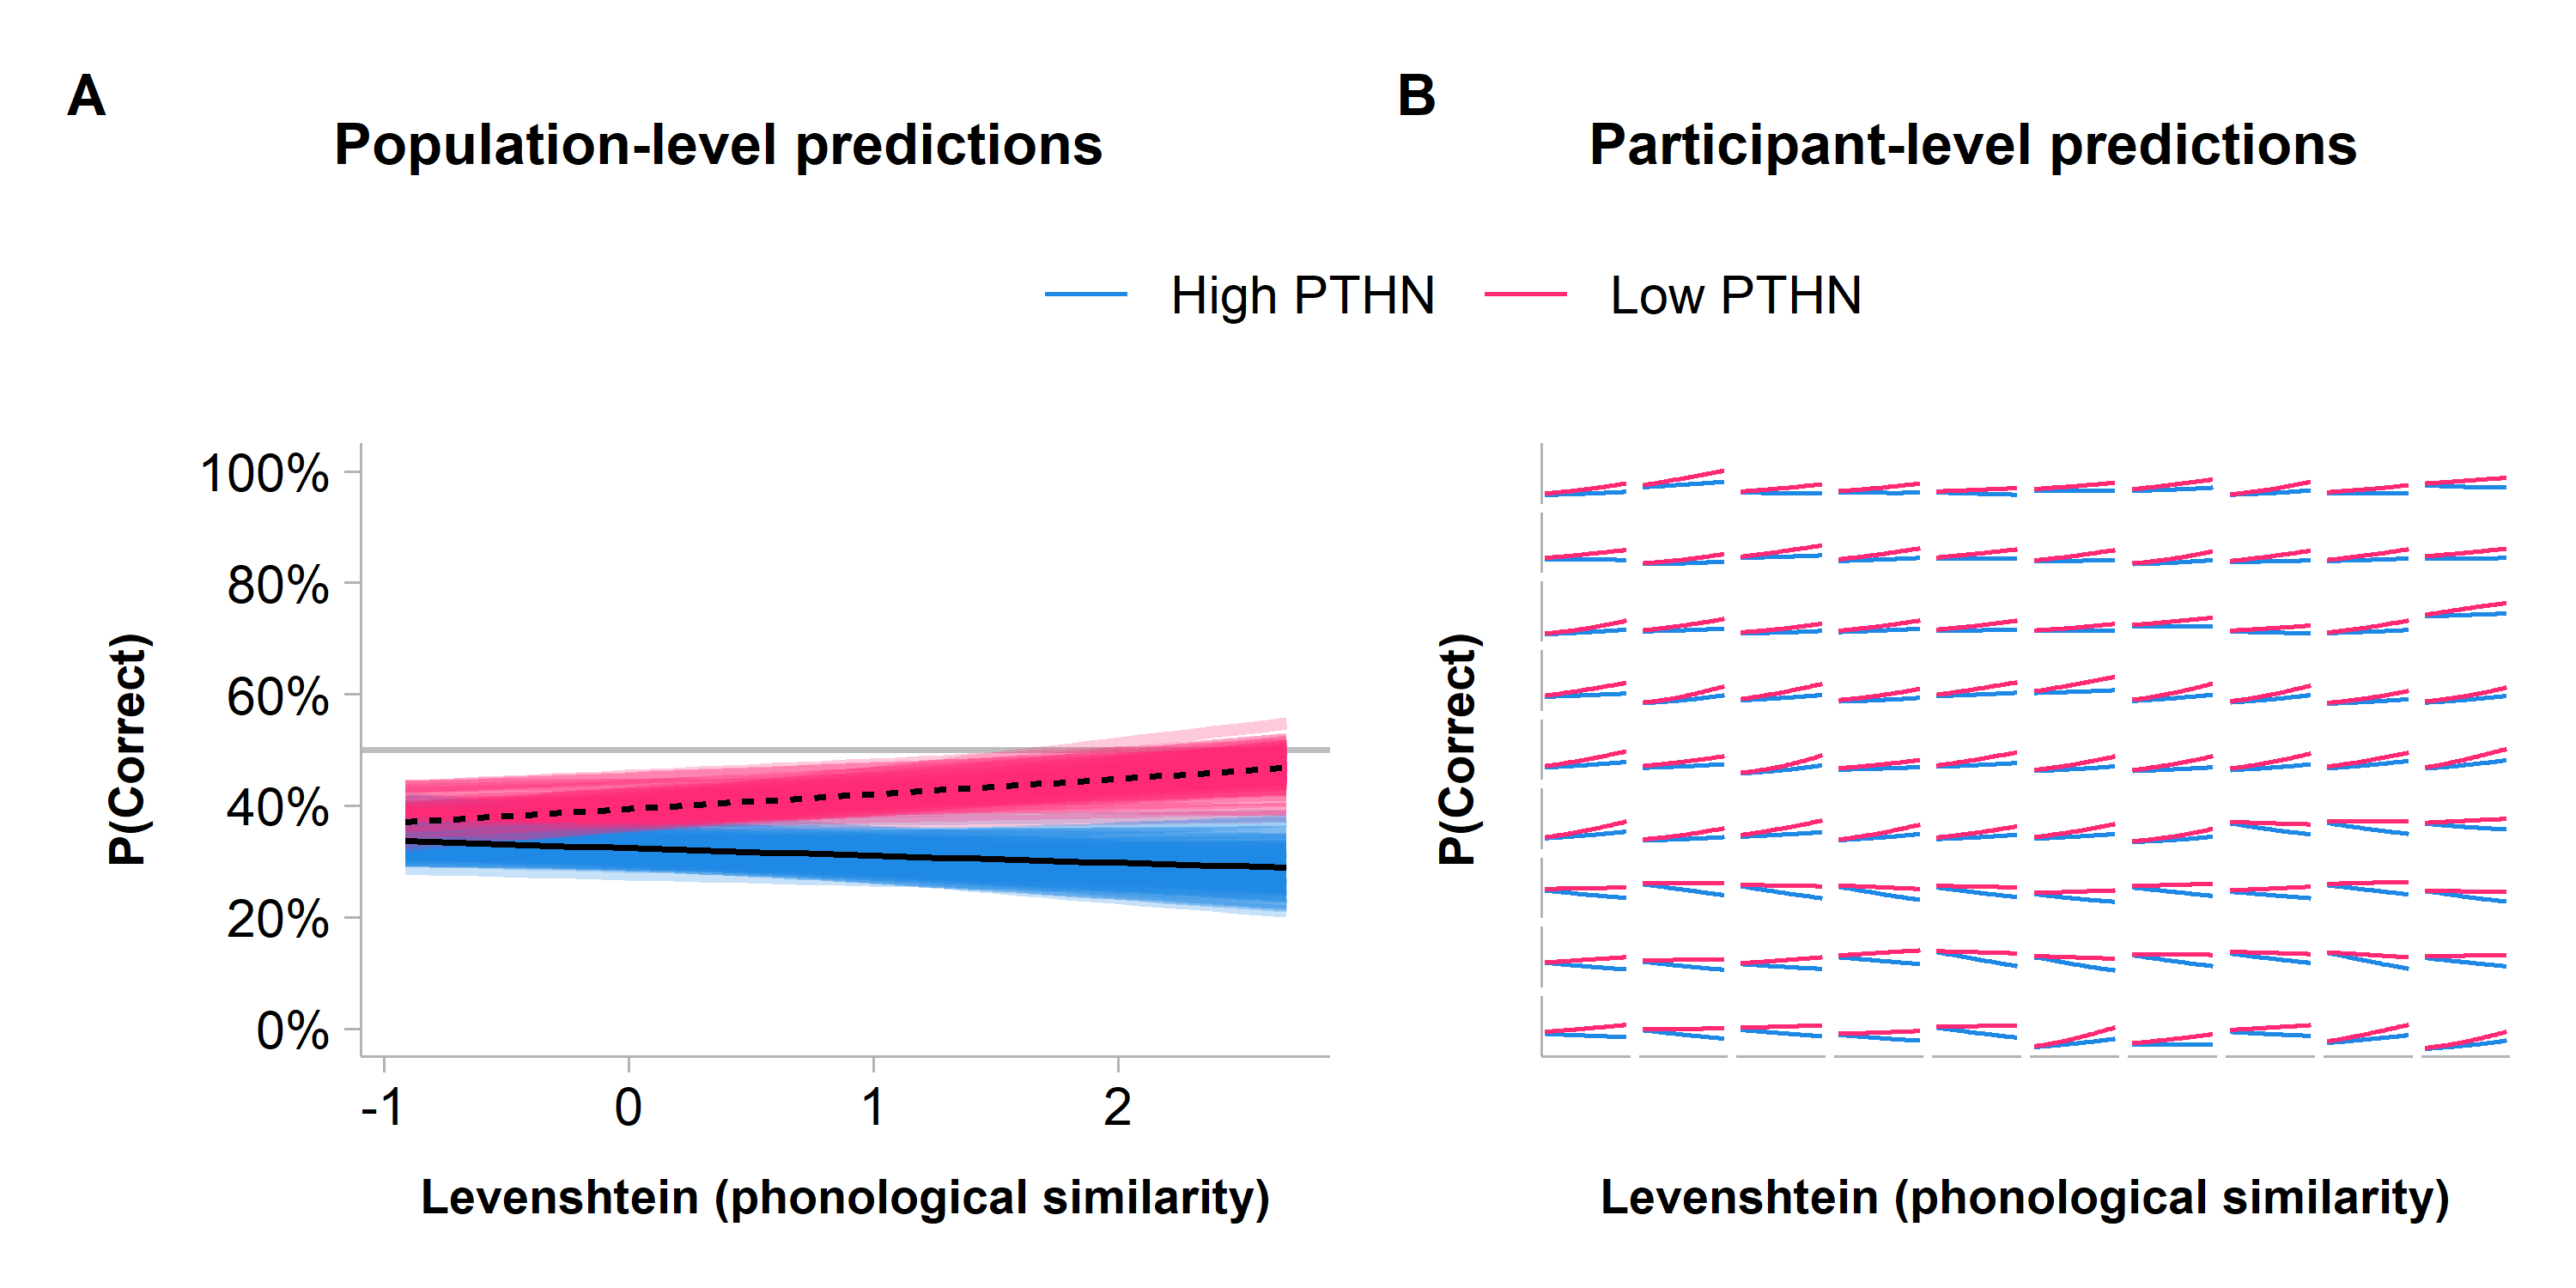 A
B
Population-level predictions
Participant-level predictions
High PTHN
Low PTHN
P(Correct)
100%
80%
60%
40%
20%
0%
-1
0
1
2
Levenshtein (phonological similarity)
P(Correct)
Levenshtein (phonological similarity)